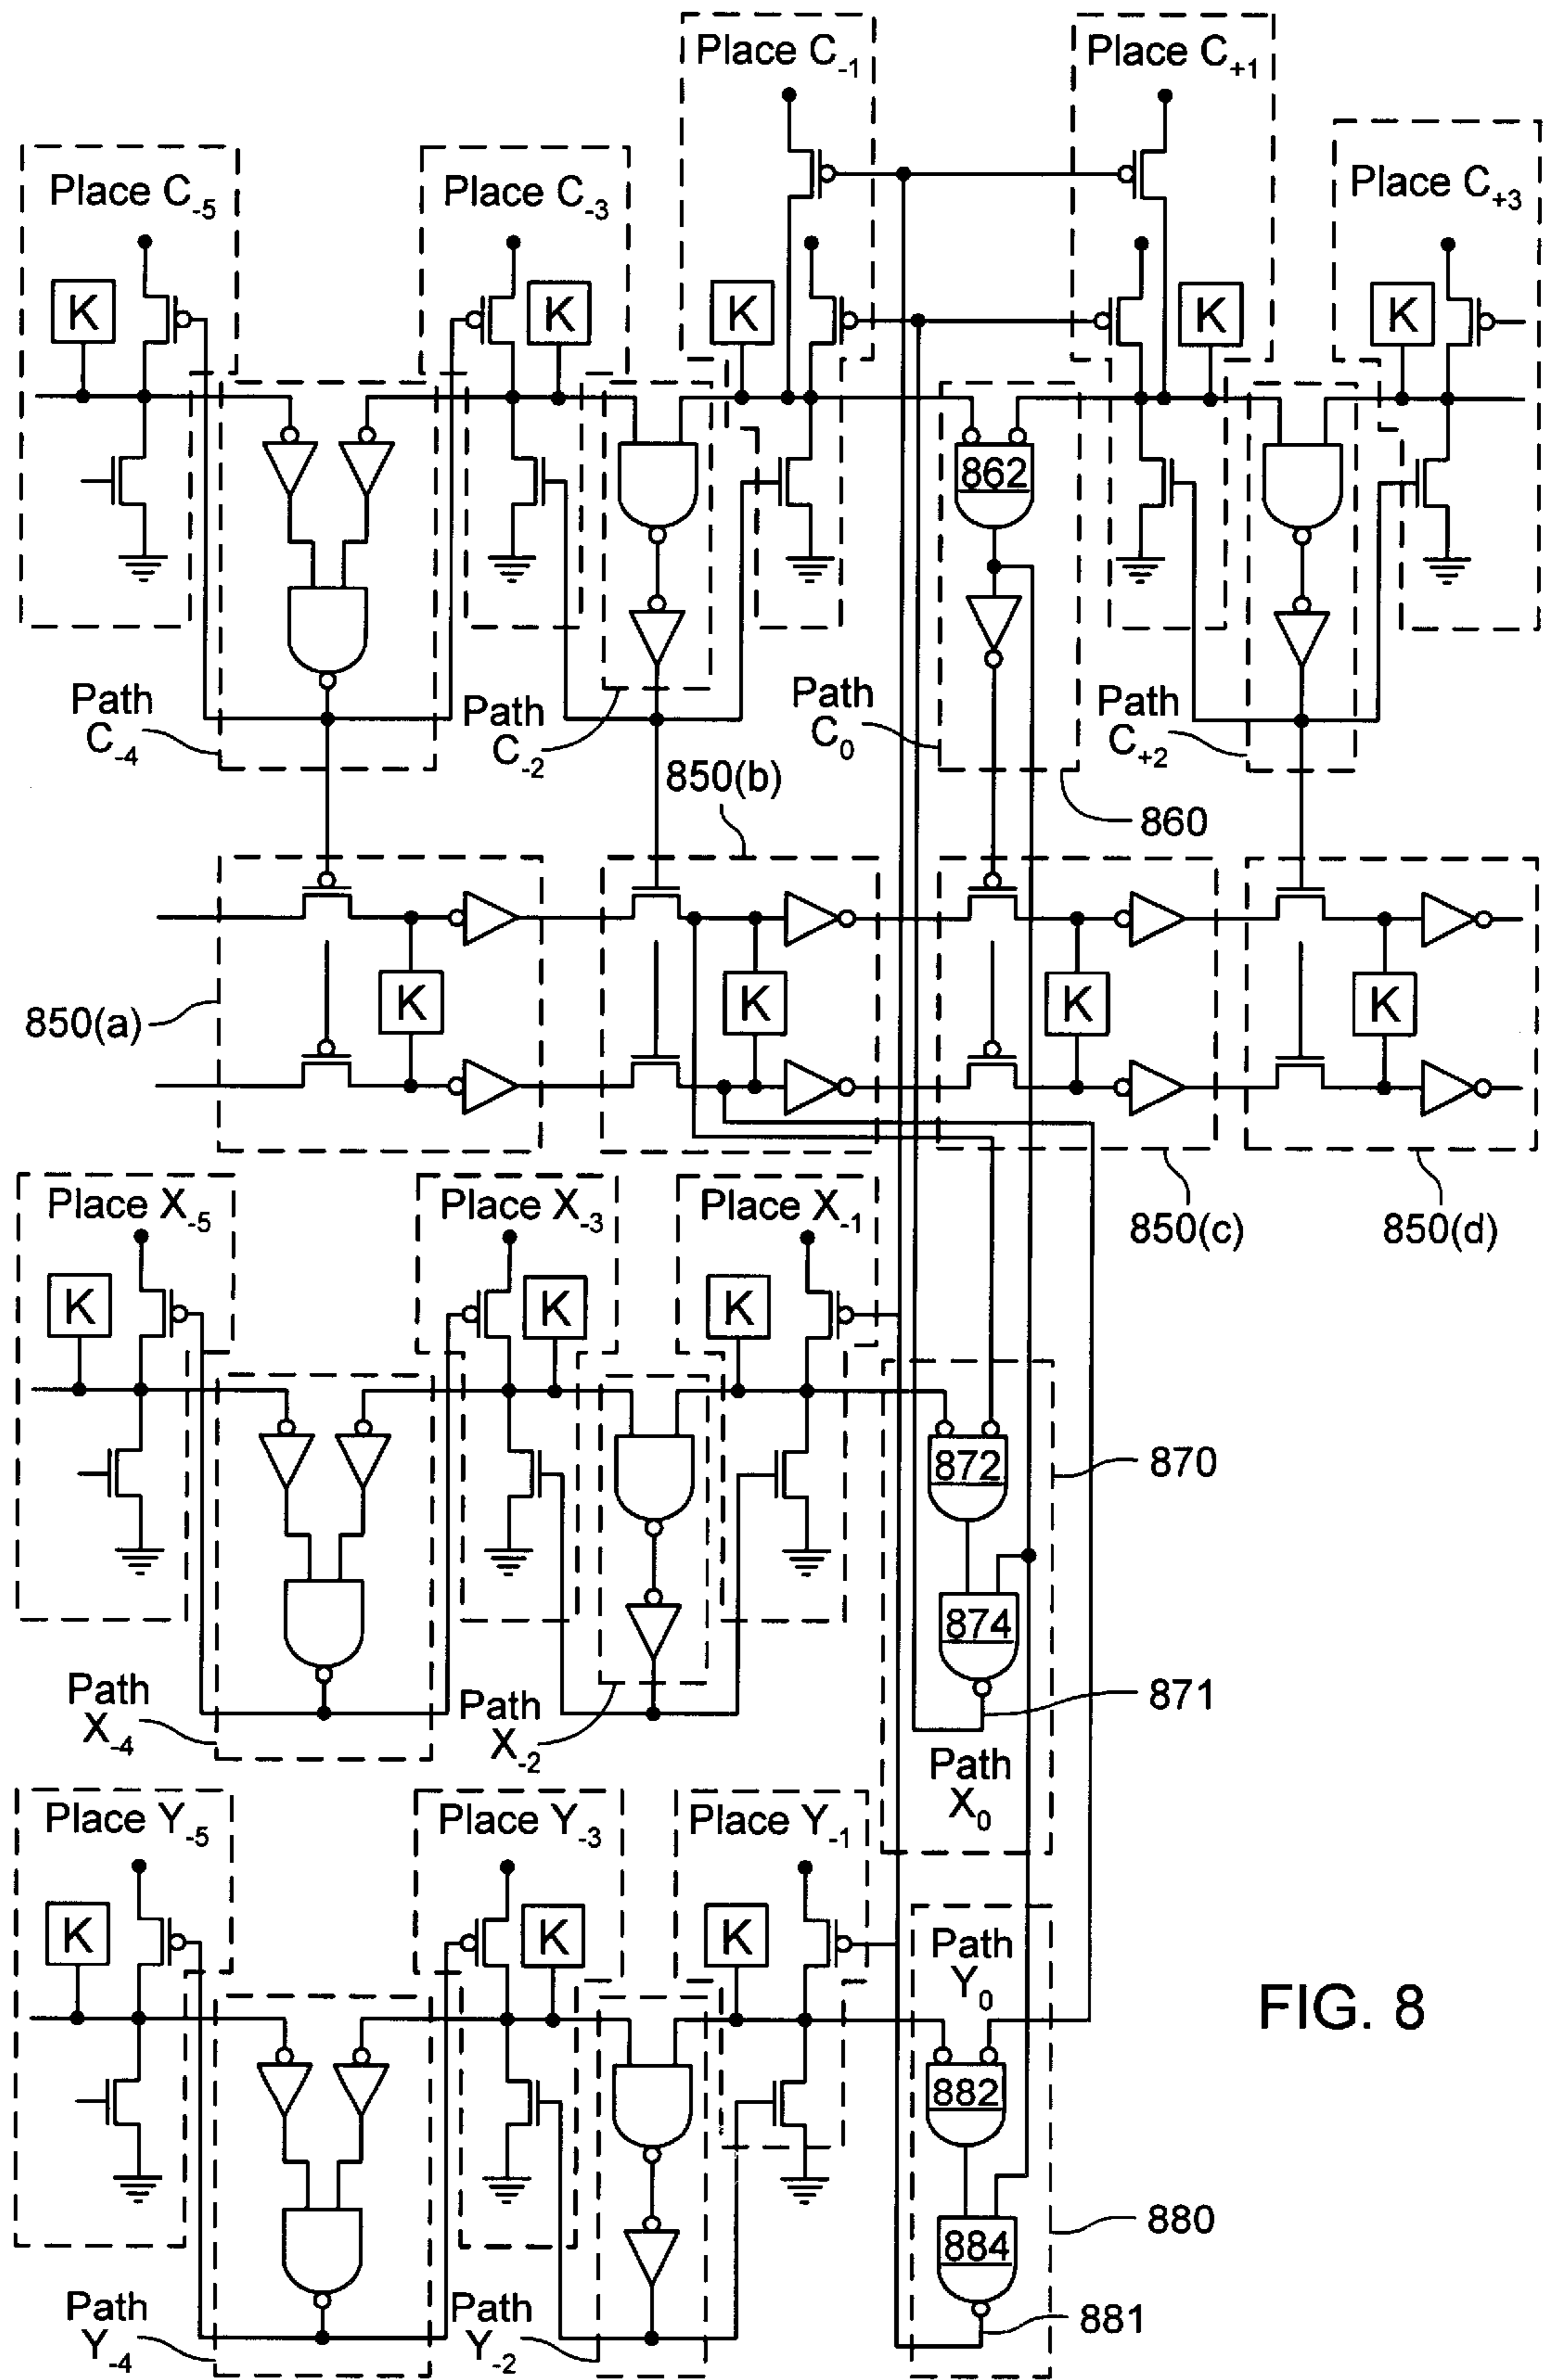 Place C-1
Place C+1
Place C-5
Place C-3
Place C+3
K
K
K
K
K
862
Path
C-4
Path
C-2
Path
C0
Path
C+2
850(b)
860
850(a)
K
K
K
K
850(c)
850(d)
Place X-5
Place X-3
Place X-1
K
K
K
872
870
874
871
Path
X-4
Path
X-2
Path
X0
Place Y-5
Place Y-3
Place Y-1
K
K
K
Path
Y0
FIG. 8
882
880
884
881
Path
Y-4
Path
Y-2